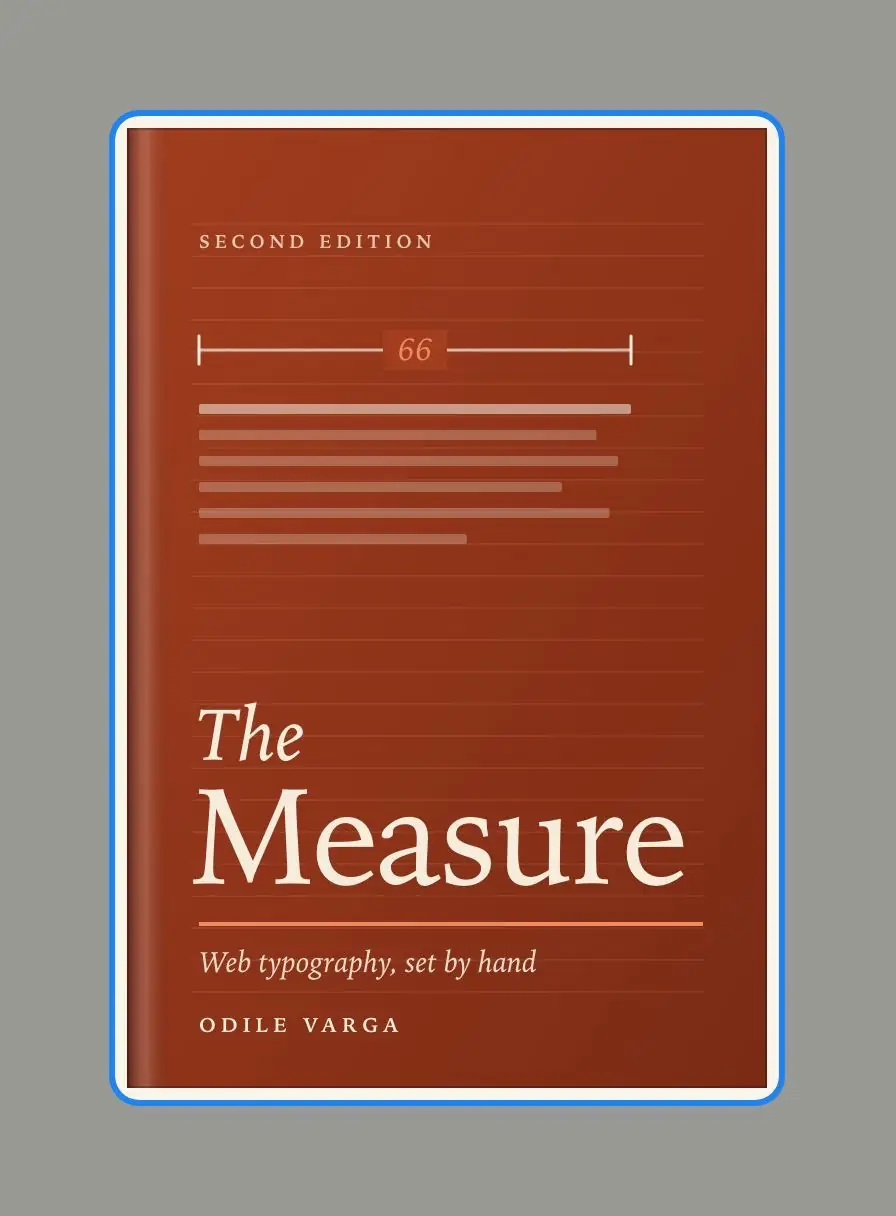 SECOND EDITION
66
The
Measure
Web typography, set by hand
ODILE VARGA